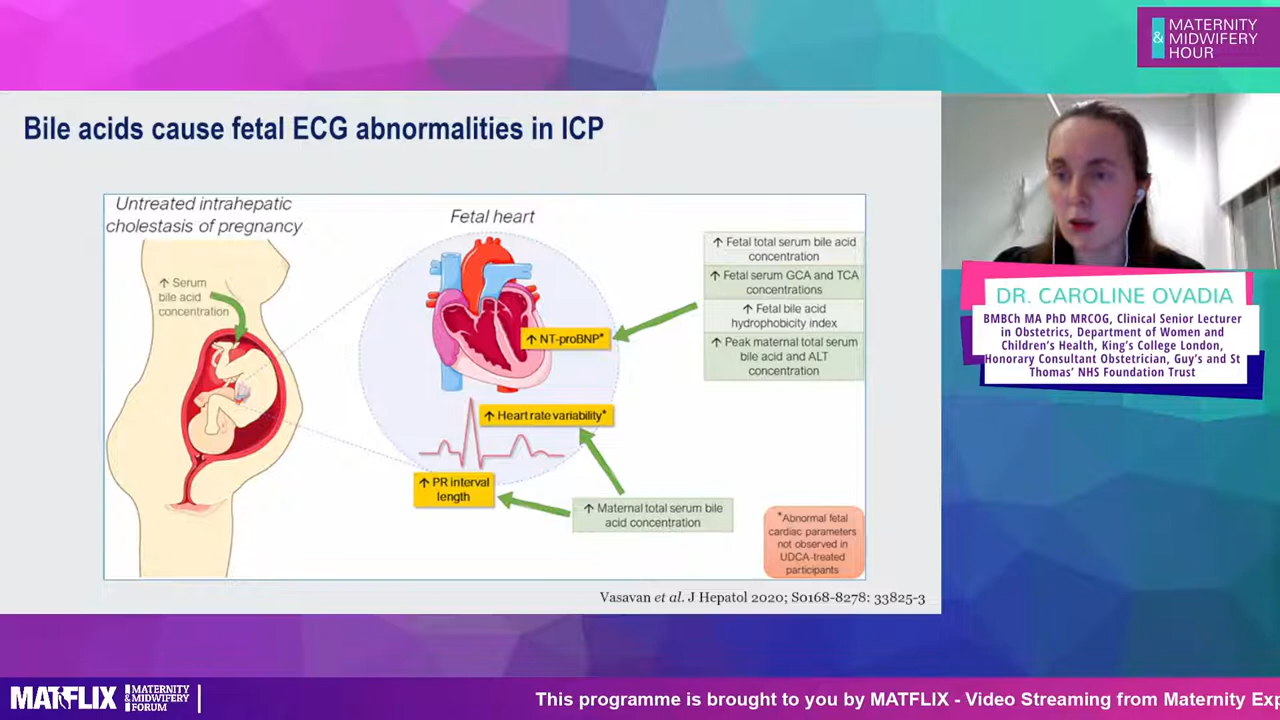 MATERNITY
& MIDWIFERY
HOUR
Bile acids cause fetal ECG abnormalities in ICP
Untreated intrahepatic
cholestasis of pregnancy
↑ Serum
bile acid
concentration
Fetal heart
↑ NT-proBNP*
↑ Heart rate variability*
↑ PR interval
length
↑ Fetal total serum bile acid
concentration
↑ Fetal serum GCA and TCA
concentrations
↑ Fetal bile acid
hydrophobicity index
↑ Peak maternal total serum
bile acid and ALT
concentration
↑ Maternal total serum bile
acid concentration
*Abnormal fetal
cardiac parameters
not observed in
UDCA-treated
participants
Vasavan et al. J Hepatol 2020; S0168-8278: 33825-3
DR. CAROLINE OVADIA
BMBCh MA PhD MRCOG, Clinical Senior Lecturer
in Obstetrics, Department of Women and
Children's Health, King's College London,
Honorary Consultant Obstetrician, Guy's and St
Thomas' NHS Foundation Trust
MATFLIX
MATERNITY
& MIDWIFERY
FORUM
This programme is brought to you by MATFLIX - Video Streaming from Maternity Exp